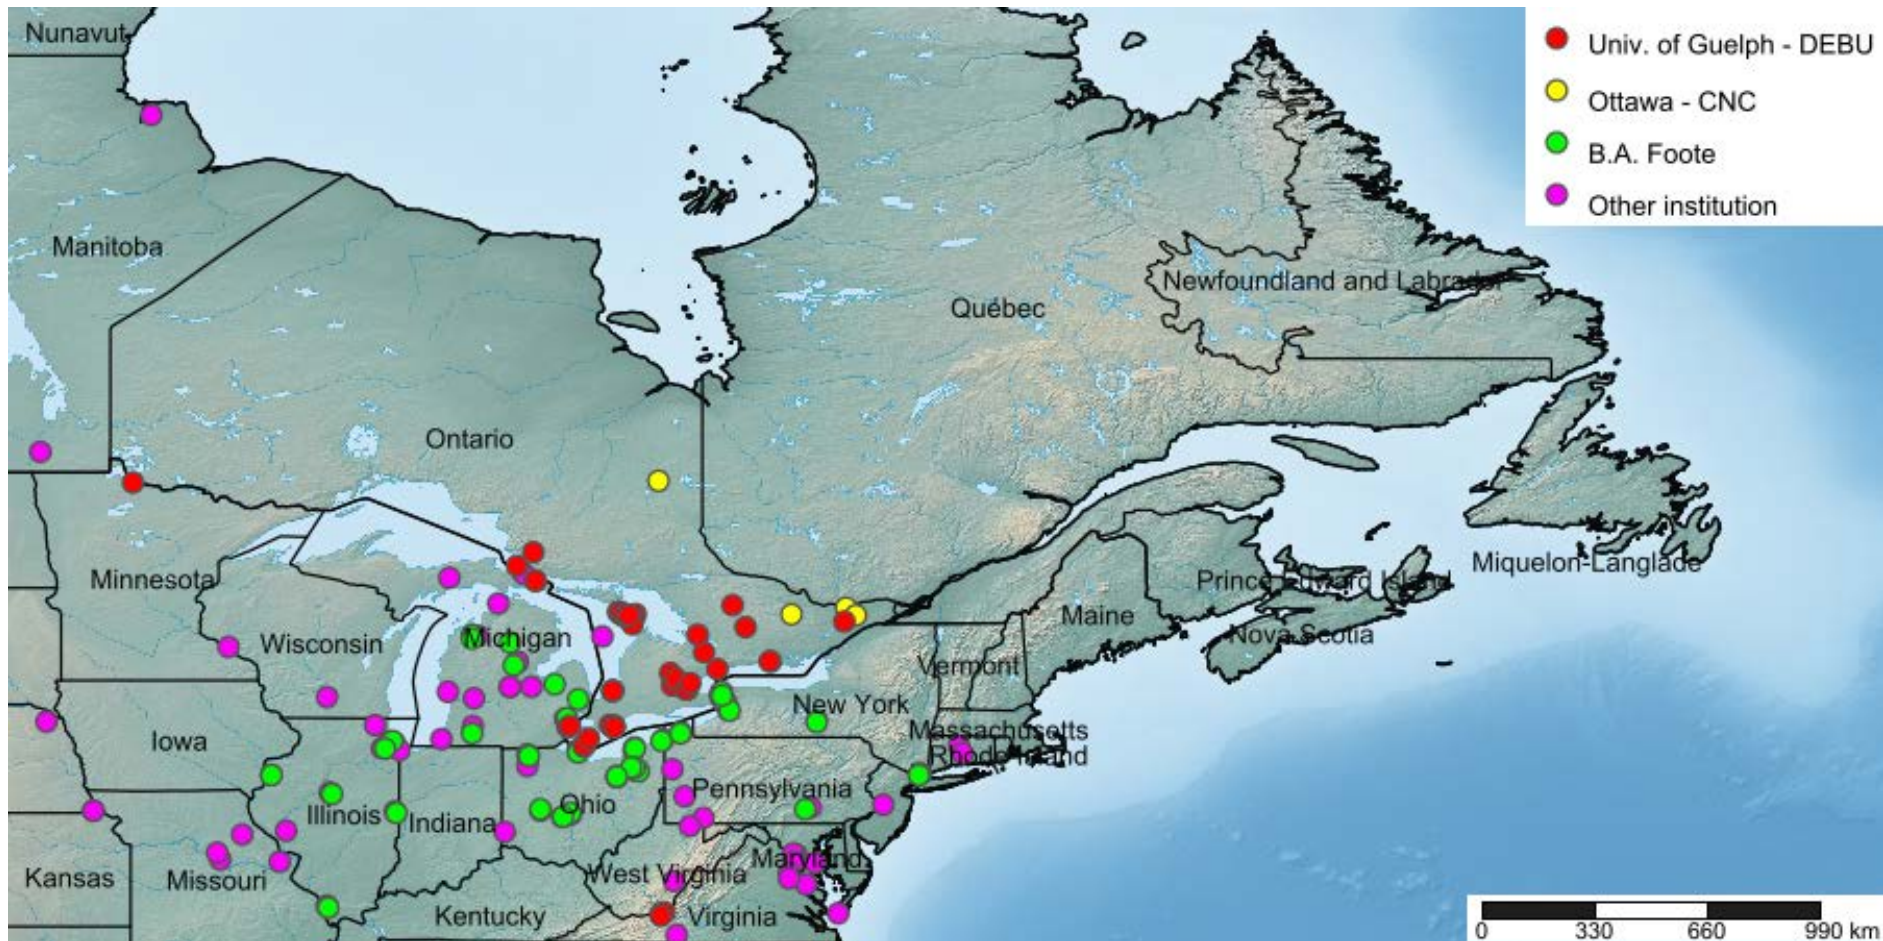 Nunavut
Univ. of Guelph - DEBU
Ottawa - CNC
B.A. Foote
Other institution
Manitoba
Newfoundland and Labrador
Québec
Ontario
Miquelon-Langlade
Minnesota
Prince Edward Island
Maine
Nova Scotia
Wisconsin
Michigan
Vermont
New York
Massachusetts
Iowa
Rhode Island
Pennsylvania
Ohio
Illinois
Indiana
Maryland
Kansas
Missouri
West Virginia
Kentucky
Virginia
0 330 660 990 km